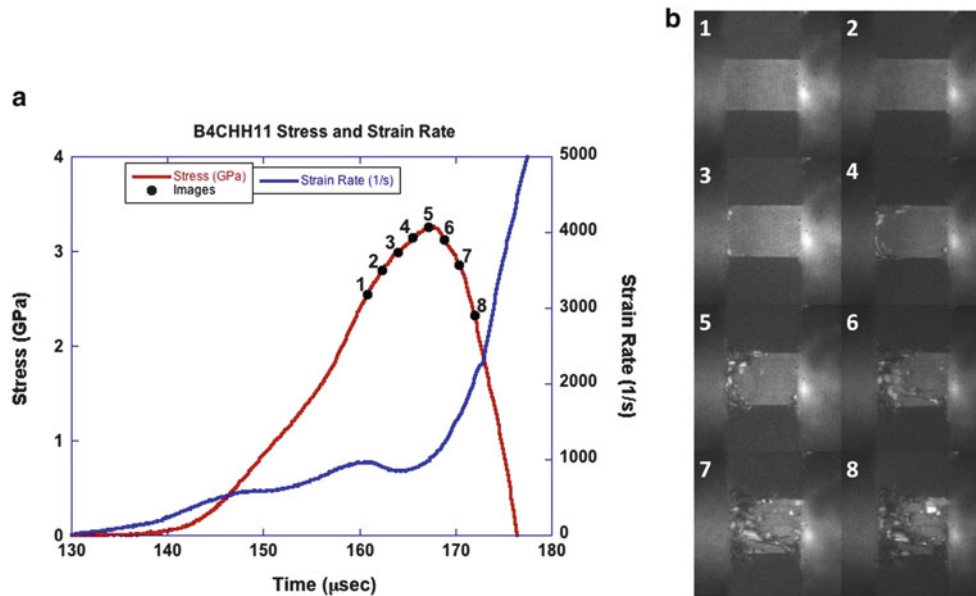 a
B4CHH11 Stress and Strain Rate
Stress (GPa)
Images
Strain Rate (1/s)
4
3
2
1
0
Stress (GPa)
5000
4000
3000
2000
1000
0
Strain Rate (1/s)
1
2
3
4
5
6
7
8
130 140 150 160 170 180
Time (μsec)
b
1 2
3 4
5 6
7 8